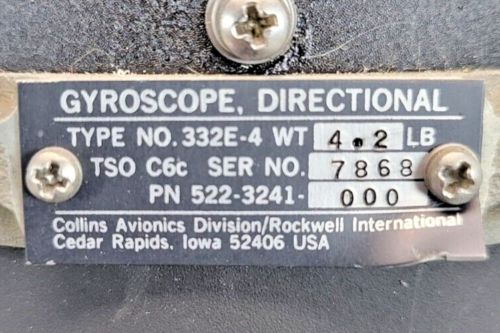 GYROSCOPE, DIRECTIONAL
TYPE NO. 332E-4 WT 4.2 LB
TSO C6c SER NO. 7868
PN 522-3241-000
Collins Avionics Division/Rockwell International
Cedar Rapids, Iowa 52406 USA